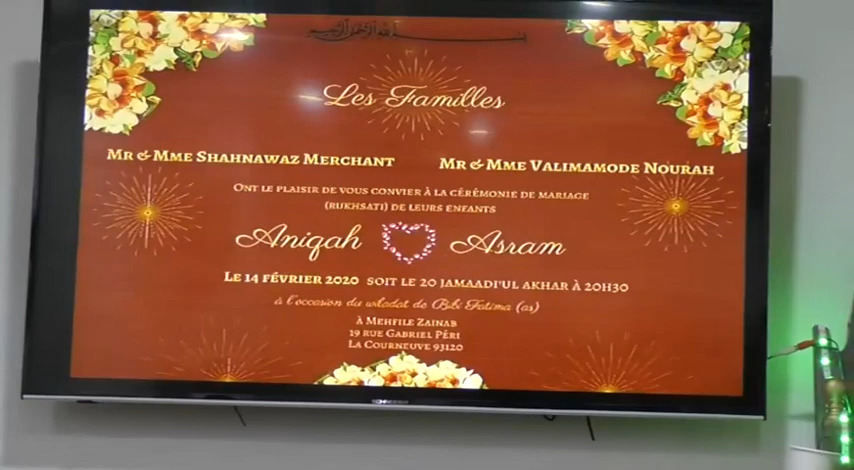 Les Familles
Mr & Mme Shahnawaz Merchant
Mr & Mme Valimamode Nourah
Ont le plaisir de vous convier à la cérémonie de mariage
(rukhsati) de leurs enfants
Aniqah Asram
Le 14 février 2020 soit le 20 Jamaadi'ul Akhar à 20h30
à l'occasion du wladat de Bibi Fatima (as)
à Mehfile Zainab
19 rue Gabriel Péri
La Courneuve 93120